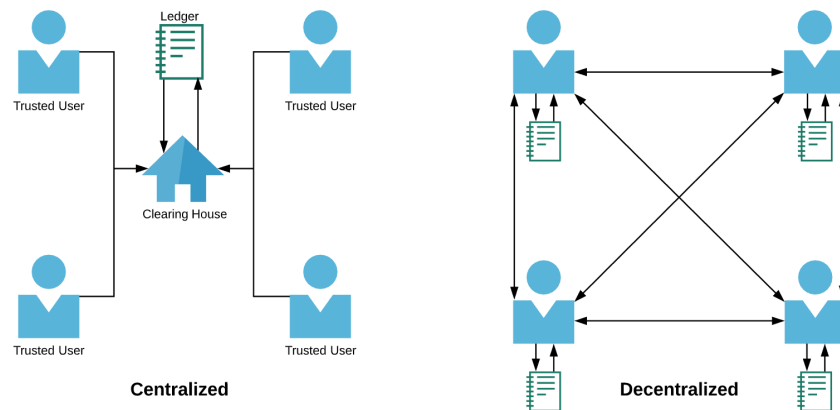 Ledger
Trusted User
Trusted User
Clearing House
Trusted User
Trusted User
Centralized
Decentralized